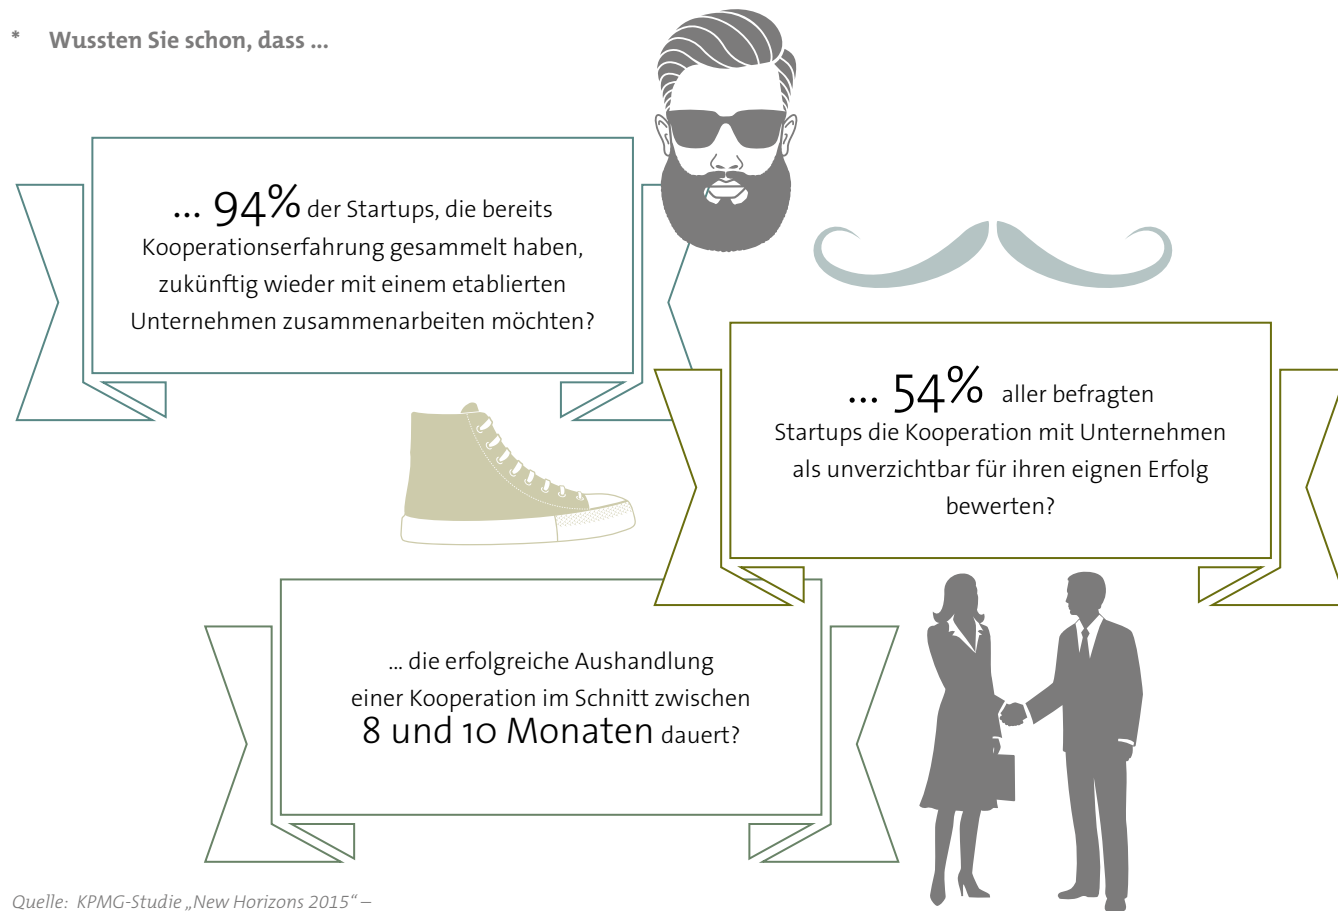 * Wussten Sie schon, dass ...
... 94% der Startups, die bereits
Kooperationserfahrung gesammelt haben,
zukünftig wieder mit einem etablierten
Unternehmen zusammenarbeiten möchten?
... 54% aller befragten
Startups die Kooperation mit Unternehmen
als unverzichtbar für ihren eignen Erfolg
bewerten?
... die erfolgreiche Aushandlung
einer Kooperation im Schnitt zwischen
8 und 10 Monaten dauert?
Quelle: KPMG-Studie „New Horizons 2015“ –